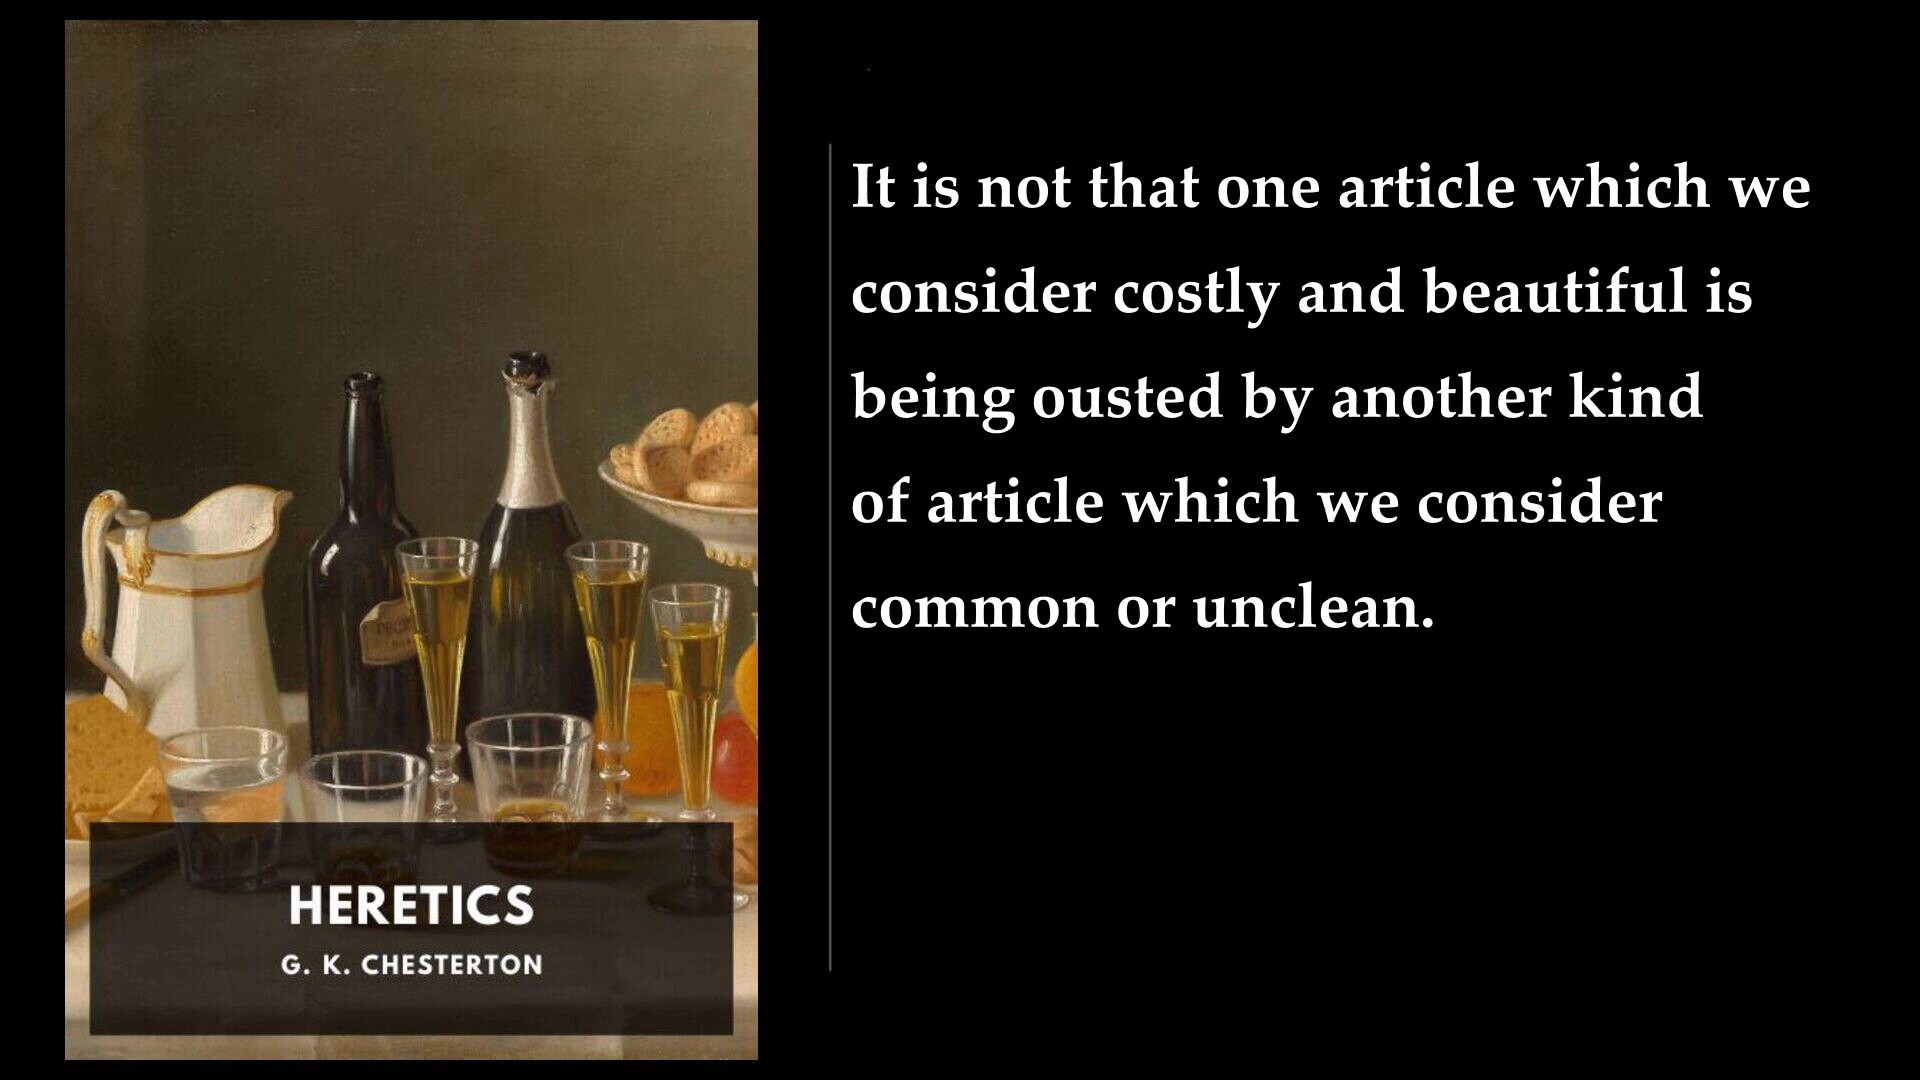 It is not that one article which we
consider costly and beautiful is
being ousted by another kind
of article which we consider
common or unclean.
HERETICS
G. K. CHESTERTON